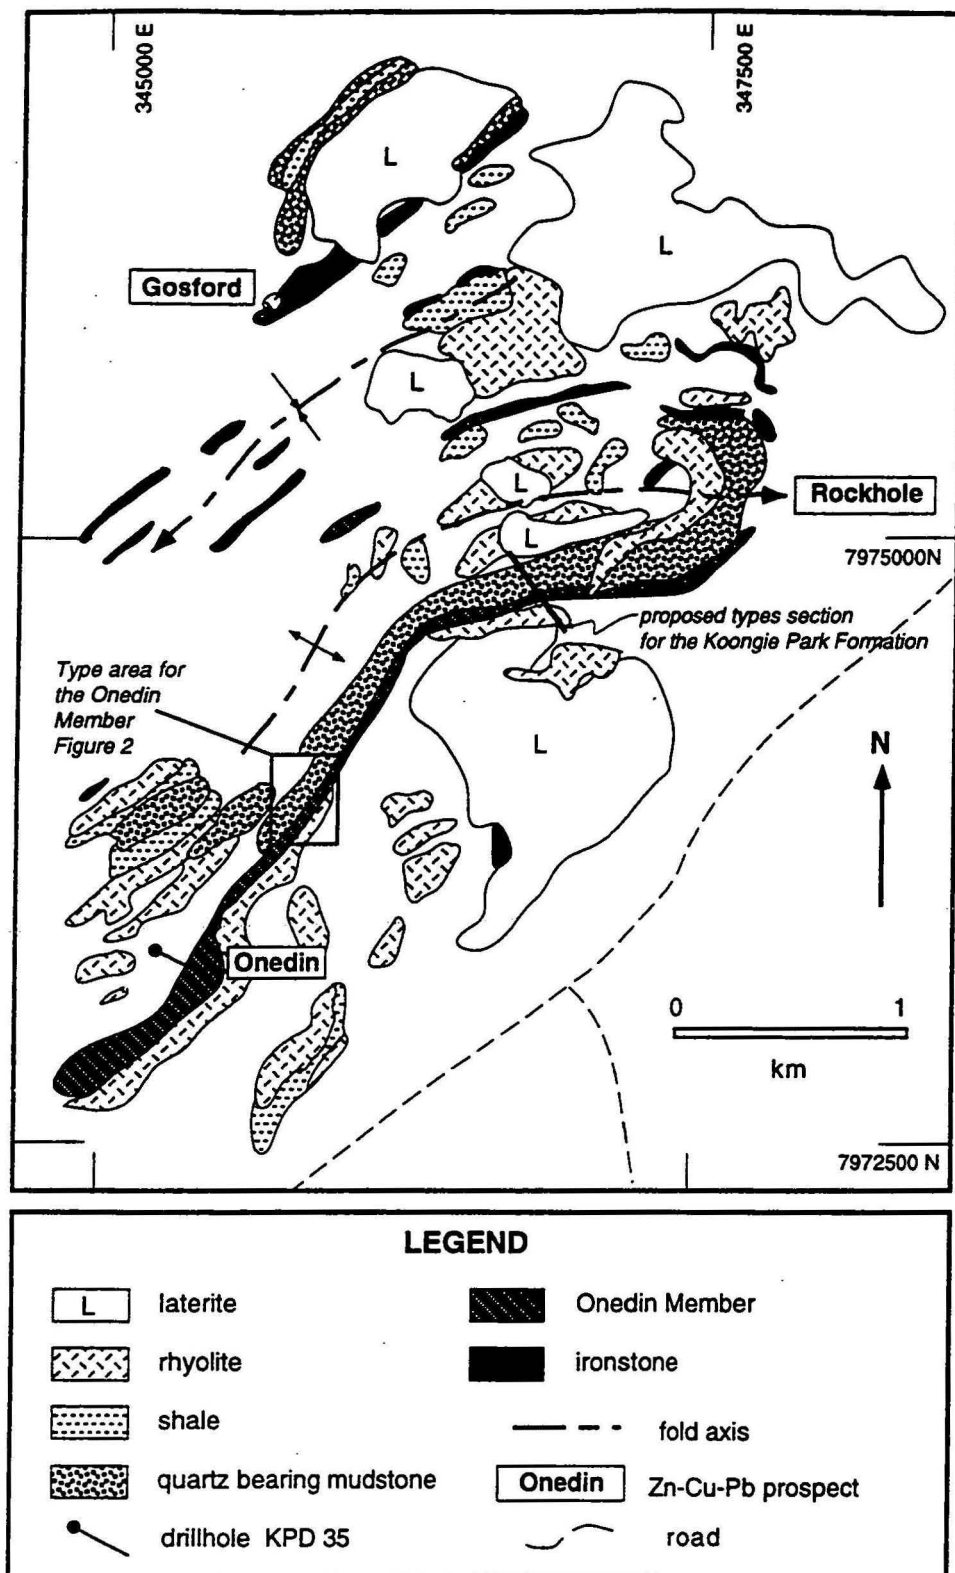 345000 E
347500 E
L
L
Gosford
L
L
Rockhole
L
7975000N
proposed types section
for the Koongie Park Formation
Type area for
the Onedin
Member
Figure 2
L
N
Onedin
0 1
km
7972500 N
LEGEND
L laterite
Onedin Member
rhyolite
ironstone
shale
fold axis
quartz bearing mudstone
Onedin Zn-Cu-Pb prospect
drillhole KPD 35
road